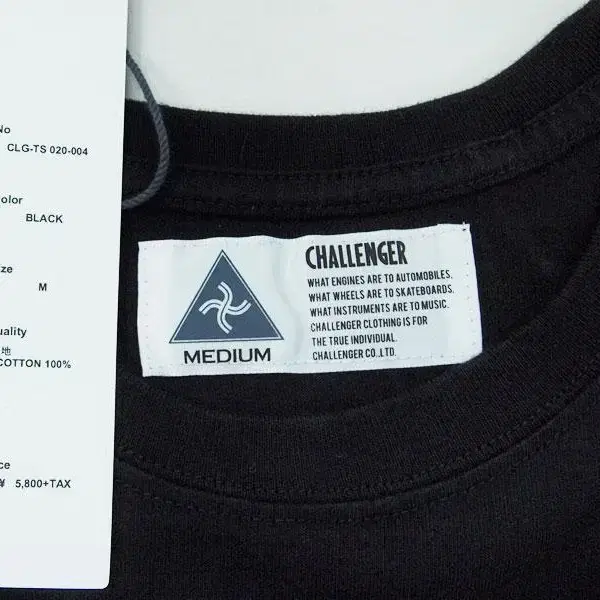 No
CLG-TS 020-004
olor
BLACK
ze
M
uality
地
COTTON 100%
ce
¥ 5,800+TAX
CHALLENGER
WHAT ENGINES ARE TO AUTOMOBILES.
WHAT WHEELS ARE TO SKATEBOARDS.
WHAT INSTRUMENTS ARE TO MUSIC.
CHALLENGER CLOTHING IS FOR
THE TRUE INDIVIDUAL.
CHALLENGER CO.,LTD.
MEDIUM